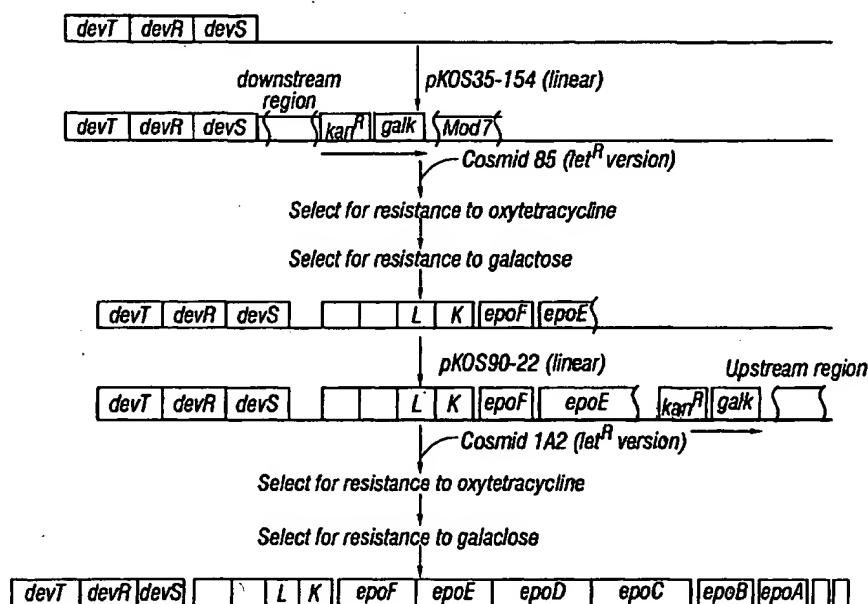 devT devR devS
pKOS35-154 (linear)
downstream region
devT devR devS kanR galk Mod7
Cosmid 85 (letR version)
Select for resistance to oxytetracycline
Select for resistance to galactose
devT devR devS L K epoF epoE
pKOS90-22 (linear)
Upstream region
devT devR devS L K epoF epoE kanR galk
Cosmid 1A2 (letR version)
Select for resistance to oxytetracycline
Select for resistance to galaclose
devT devR devS L K epoF epoE epoD epoC epoB epoA